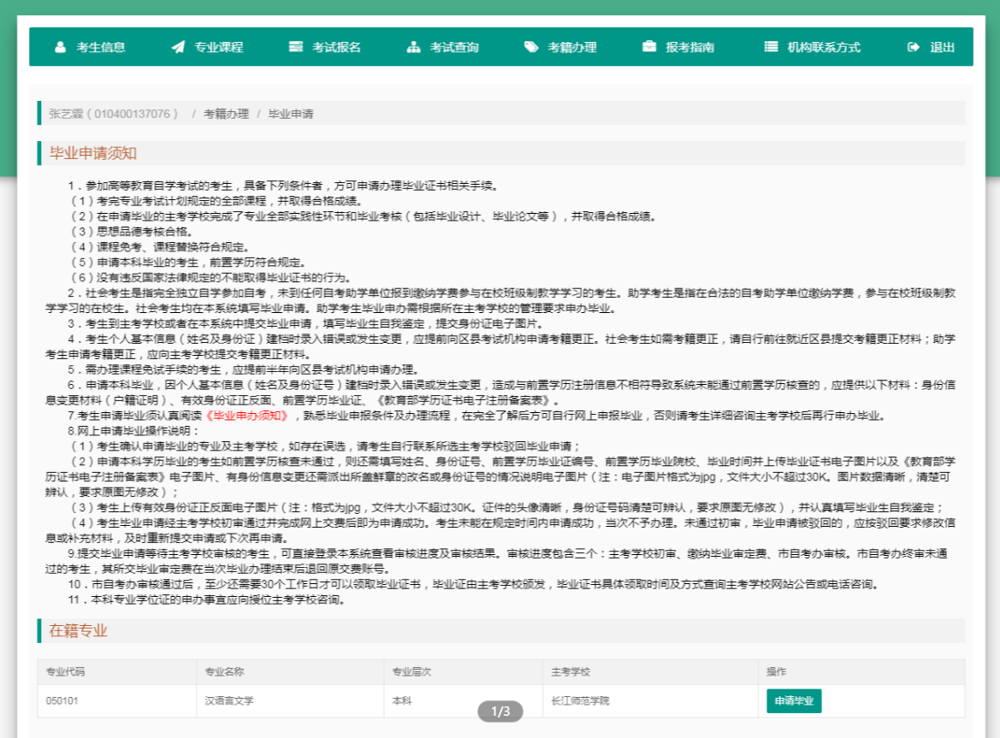 考生信息 专业课程 考试报名 考试查询 考籍办理 报考指南 机构联系方式 退出
张艺霖（010400137076） / 考籍办理 / 毕业申请
毕业申请须知
1．参加高等教育自学考试的考生，具备下列条件者，方可申请办理毕业证书相关手续。
（1）考完专业考试计划规定的全部课程，并取得合格成绩。
（2）在申请毕业的主考学校完成了专业全部实践性环节和毕业考核（包括毕业设计、毕业论文等），并取得合格成绩。
（3）思想品德考核合格。
（4）课程免考、课程替换符合规定。
（5）申请本科毕业的考生，前置学历符合规定。
（6）没有违反国家法律规定的不能取得毕业证书的行为。
2．社会考生是指完全独立自学参加自考，未到任何自考助学单位报到缴纳学费参与在校班级制教学学习的考生。助学考生是指在合法的自考助学单位缴纳学费，参与在校班级制教
学学习的在校生。社会考生均在本系统填写毕业申请。助学考生毕业申办需根据所在主考学校的管理要求申办毕业。
3．考生到主考学校或者在本系统中提交毕业申请，填写毕业生自我鉴定，提交身份证电子图片。
4．考生个人基本信息（姓名及身份证）建档时录入错误或发生变更，应提前向区县考试机构申请考籍更正。社会考生如需考籍更正，请自行前往就近区县提交考籍更正材料；助学
考生申请考籍更正，应向主考学校提交考籍更正材料。
5．需办理课程免试手续的考生，应提前半年向区县考试机构申请办理。
6．申请本科毕业，因个人基本信息（姓名及身份证号）建档时录入错误或发生变更，造成与前置学历注册信息不相符导致系统未能通过前置学历核查的，应提供以下材料：身份信
息变更材料（户籍证明）、有效身份证正反面、前置学历毕业证、《教育部学历证书电子注册备案表》。
7.考生申请毕业须认真阅读《毕业申办须知》，熟悉毕业申报条件及办理流程，在完全了解后方可自行网上申报毕业，否则请考生详细咨询主考学校后再行申办毕业。
8.网上申请毕业操作说明：
（1）考生确认申请毕业的专业及主考学校，如存在误选，请考生自行联系所选主考学校驳回毕业申请；
（2）申请本科学历毕业的考生如前置学历核查未通过，则还需填写姓名、身份证号、前置学历毕业证编号、前置学历毕业院校、毕业时间并上传毕业证书电子图片以及《教育部学
历证书电子注册备案表》电子图片、有身份信息变更还需派出所盖鲜章的改名或身份证号的情况说明电子图片（注：电子图片格式为jpg，文件大小不超过30K。图片数据清晰，清楚可
辨认，要求原图无修改）；
（3）考生上传有效身份证正反面电子图片（注：格式为jpg，文件大小不超过30K。证件的头像清晰，身份证号码清楚可辨认，要求原图无修改），并认真填写毕业生自我鉴定；
（4）考生毕业申请经主考学校初审通过并完成网上交费后即为申请成功。考生未能在规定时间内申请成功，当次不予办理。未通过初审，毕业申请被驳回的，应按驳回要求修改信
息或补充材料，及时重新提交申请或下次再申请。
9.提交毕业申请等待主考学校审核的考生，可直接登录本系统查看审核进度及审核结果。审核进度包含三个：主考学校初审、缴纳毕业审定费、市自考办审核。市自考办终审未通
过的考生，其所交毕业审定费在当次毕业办理结束后退回原交费账号。
10．市自考办审核通过后，至少还需要30个工作日才可以领取毕业证书，毕业证由主考学校颁发，毕业证书具体领取时间及方式查询主考学校网站公告或电话咨询。
11．本科专业学位证的申办事宜应向授位主考学校咨询。
在籍专业
专业代码 专业名称 专业层次 主考学校 操作
050101 汉语言文学 本科 长江师范学院 申请毕业
1/3